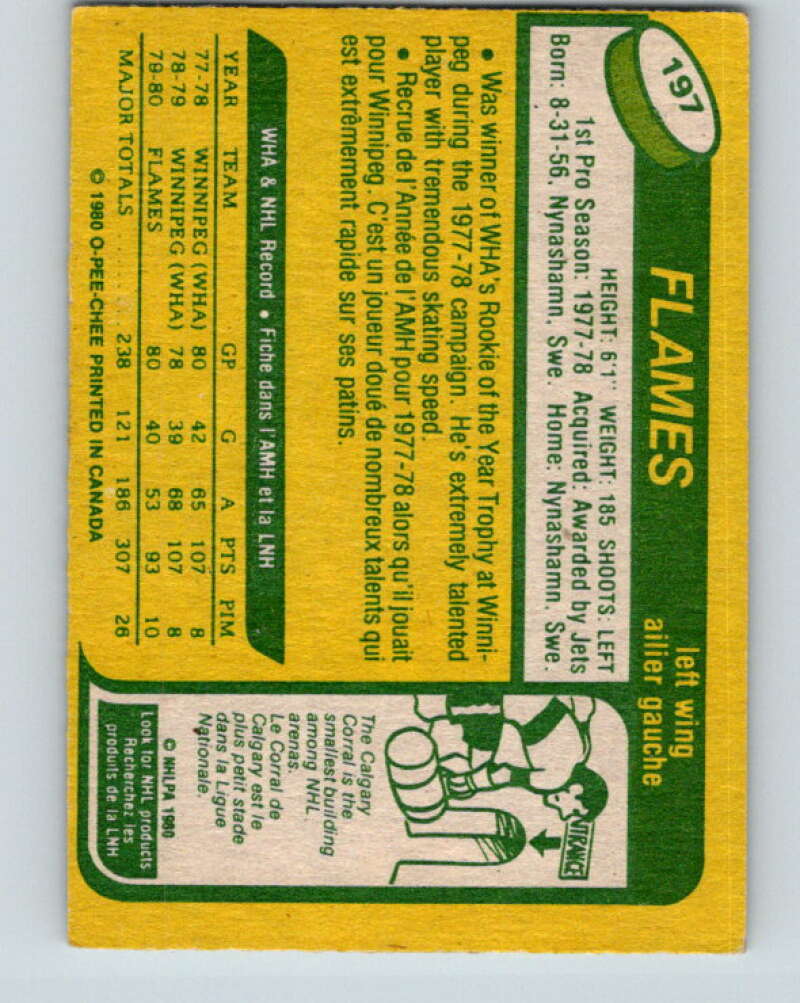 197
FLAMES
left wing
ailier gauche
HEIGHT: 6'1" WEIGHT: 185 SHOOTS: LEFT
1st Pro Season: 1977-78 Acquired: Awarded by Jets
Born: 8-31-56. Nynashamn, Swe. Home: Nynashamn, Swe.
• Was winner of WHA's Rookie of the Year Trophy at Winni-
peg during the 1977-78 campaign. He's extremely talented
player with tremendous skating speed.
• Recrue de l'Année de l'AMH pour 1977-78 alors qu'il jouait
pour Winnipeg. C'est un joueur doué de nombreux talents qui
est extrêmement rapide sur ses patins.
WHA & NHL Record • Fiche dans l'AMH et la LNH
YEAR TEAM GP G A PTS PIM
77-78 WINNIPEG (WHA) 80 42 65 107 8
78-79 WINNIPEG (WHA) 78 39 68 107 8
79-80 FLAMES 80 40 53 93 10
MAJOR TOTALS ........ 238 121 186 307 26
© 1980 O-PEE-CHEE PRINTED IN CANADA
NTRANCE
The Calgary
Corral is the
smallest building
among NHL
arenas.
Le Corral de
Calgary est le
plus petit stade
dans la Ligue
Nationale.
© NHLPA 1980
Look for NHL products
Recherchez les
produits de la LNH